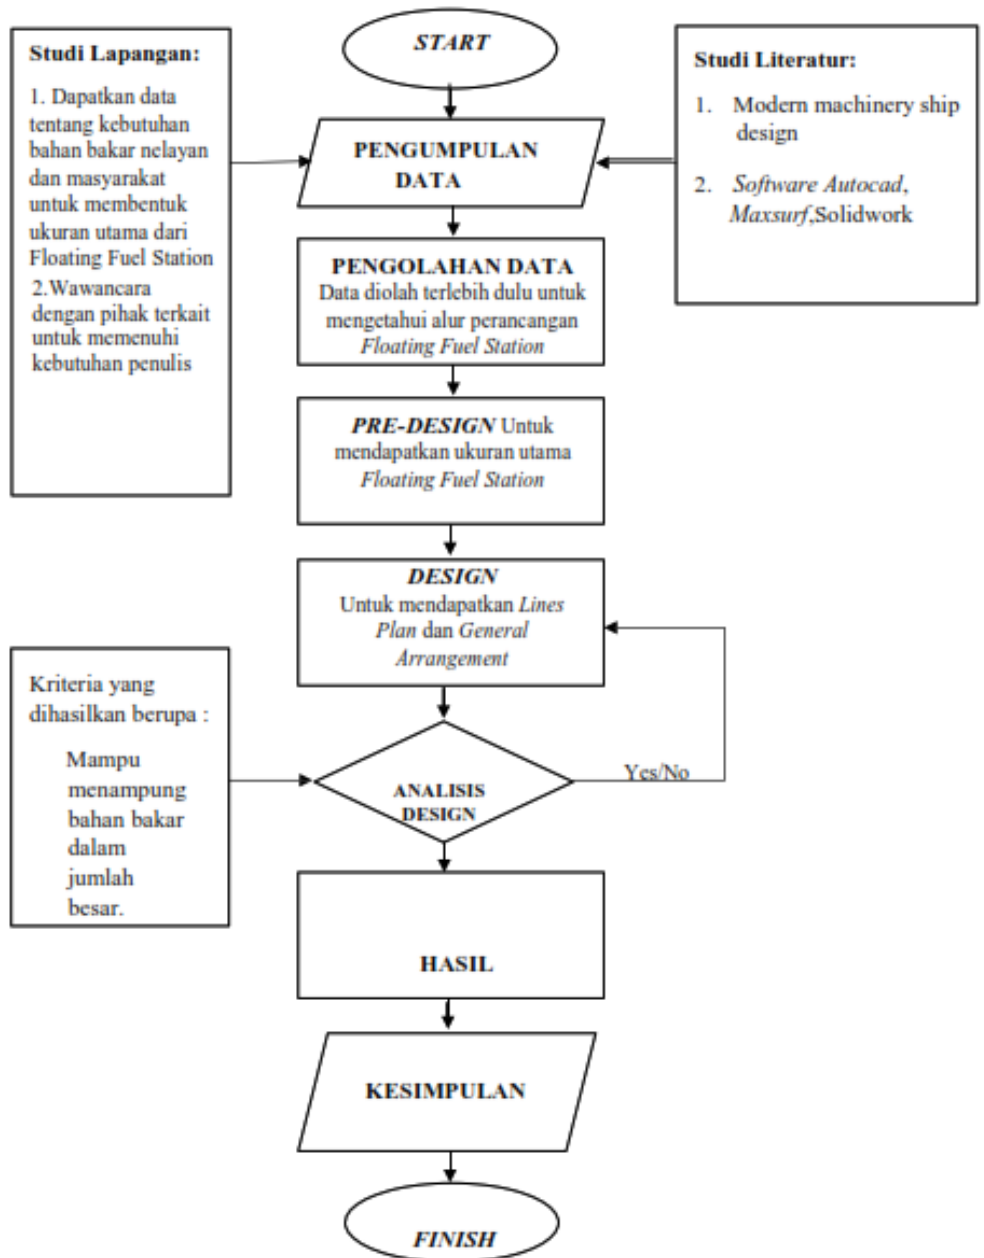 START
Studi Lapangan:
1. Dapatkan data
tentang kebutuhan
bahan bakar nelayan
dan masyarakat
untuk membentuk
ukuran utama dari
Floating Fuel Station
2.Wawancara
dengan pihak terkait
untuk memenuhi
kebutuhan penulis
Studi Literatur:
1. Modern machinery ship
design
2. Software Autocad,
Maxsurf,Solidwork
PENGUMPULAN
DATA
PENGOLAHAN DATA
Data diolah terlebih dulu untuk
mengetahui alur perancangan
Floating Fuel Station
PRE-DESIGN Untuk
mendapatkan ukuran utama
Floating Fuel Station
DESIGN
Untuk mendapatkan Lines
Plan dan General
Arrangement
Kriteria yang
dihasilkan berupa :
Mampu
menampung
bahan bakar
dalam
jumlah
besar.
ANALISIS
DESIGN
Yes/No
HASIL
KESIMPULAN
FINISH